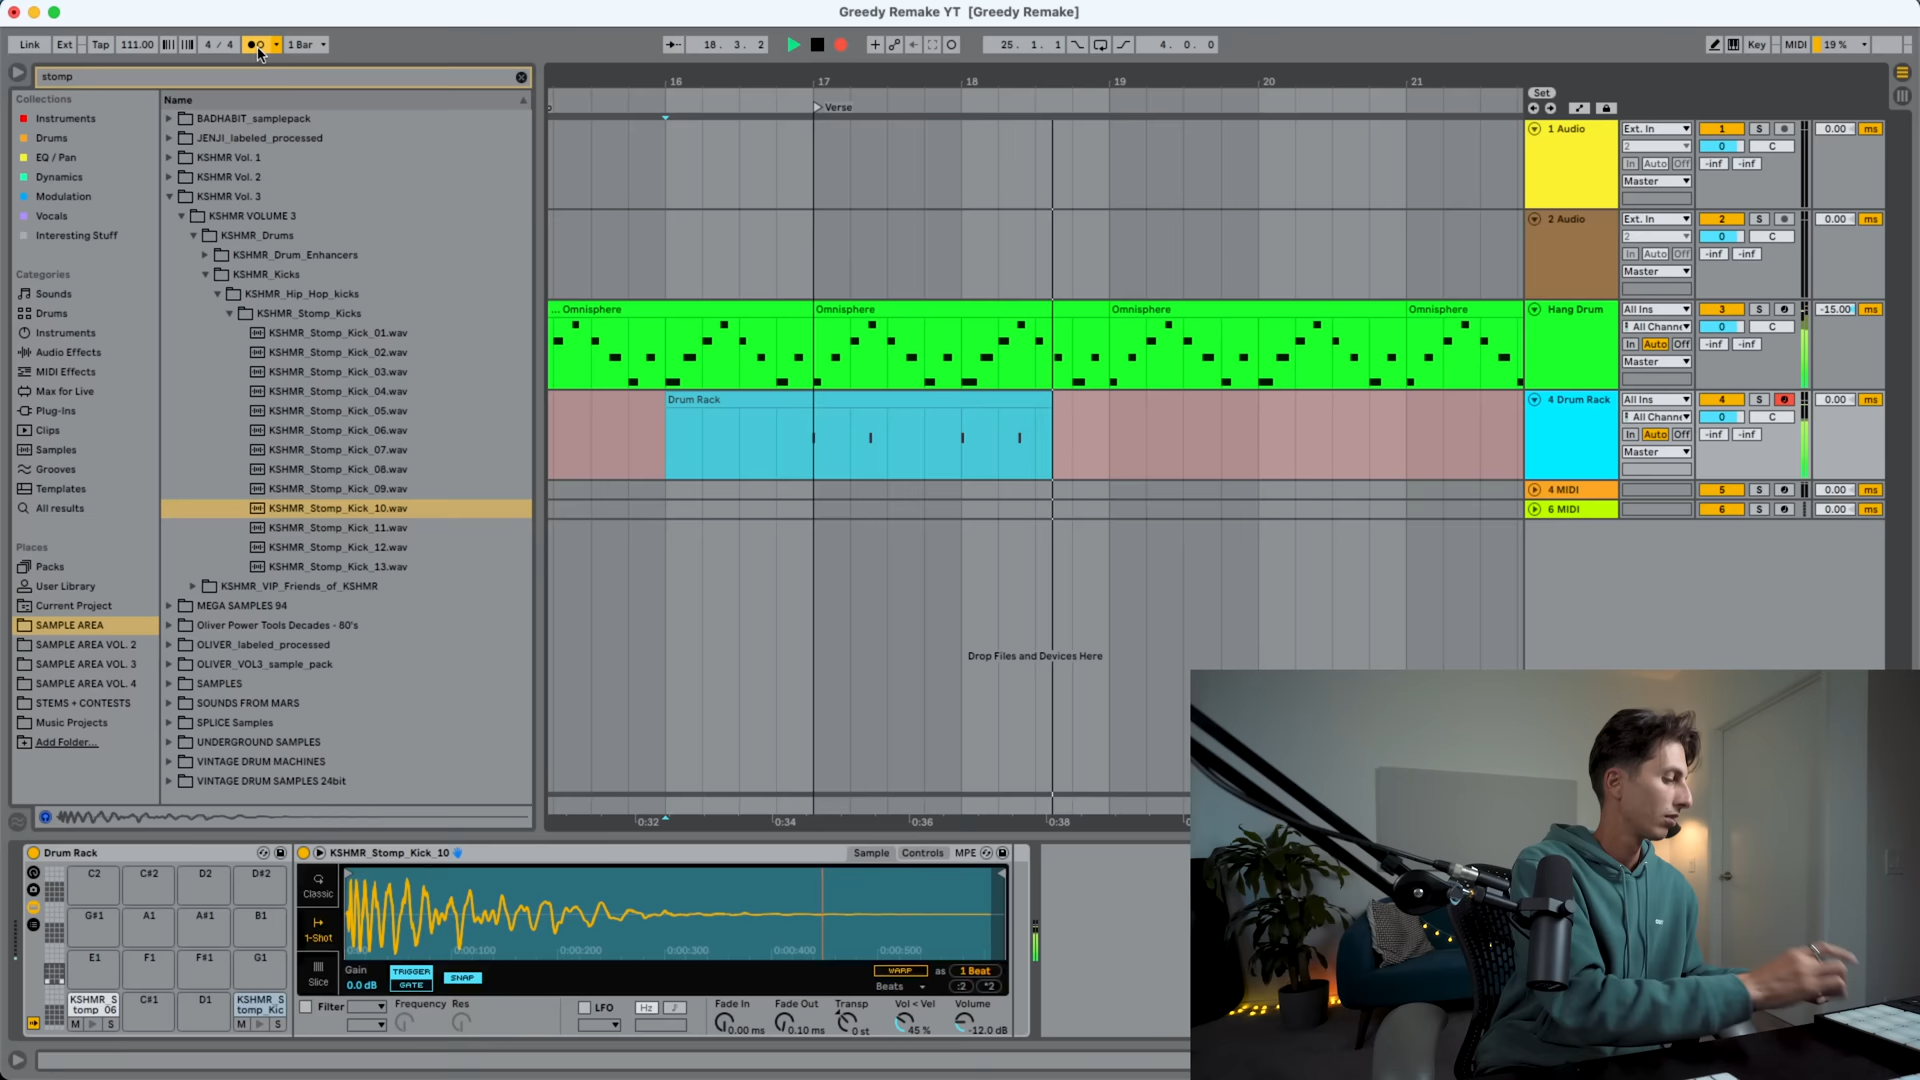 Greedy Remake YT [Greedy Remake]
Link Ext Tap 111.00 4 / 4 1 Bar 18. 3. 2 25. 1. 1 4. 0. 0 Key MIDI 19 %
stomp
Collections
Instruments
Drums
EQ / Pan
Dynamics
Modulation
Vocals
Interesting Stuff
Categories
Sounds
Drums
Instruments
Audio Effects
MIDI Effects
Max for Live
Plug-Ins
Clips
Samples
Grooves
Templates
All results
Places
Packs
User Library
Current Project
SAMPLE AREA
SAMPLE AREA VOL. 2
SAMPLE AREA VOL. 3
SAMPLE AREA VOL. 4
STEMS + CONTESTS
Music Projects
Add Folder...
Name
BADHABIT_samplepack
JENJI_labeled_processed
KSHMR Vol. 1
KSHMR Vol. 2
KSHMR Vol. 3
KSHMR VOLUME 3
KSHMR_Drums
KSHMR_Drum_Enhancers
KSHMR_Kicks
KSHMR_Hip_Hop_kicks
KSHMR_Stomp_Kicks
KSHMR_Stomp_Kick_01.wav
KSHMR_Stomp_Kick_02.wav
KSHMR_Stomp_Kick_03.wav
KSHMR_Stomp_Kick_04.wav
KSHMR_Stomp_Kick_05.wav
KSHMR_Stomp_Kick_06.wav
KSHMR_Stomp_Kick_07.wav
KSHMR_Stomp_Kick_08.wav
KSHMR_Stomp_Kick_09.wav
KSHMR_Stomp_Kick_10.wav
KSHMR_Stomp_Kick_11.wav
KSHMR_Stomp_Kick_12.wav
KSHMR_Stomp_Kick_13.wav
KSHMR_VIP_Friends_of_KSHMR
MEGA SAMPLES 94
Oliver Power Tools Decades - 80's
OLIVER_labeled_processed
OLIVER_VOL3_sample_pack
SAMPLES
SOUNDS FROM MARS
SPLICE Samples
UNDERGROUND SAMPLES
VINTAGE DRUM MACHINES
VINTAGE DRUM SAMPLES 24bit
16 17 18 19 20 21
Verse
Set
... Omnisphere Omnisphere Omnisphere Omnisphere
Drum Rack
Drop Files and Devices Here
0:32 0:34 0:36 0:38
1 Audio Ext. In 1 S 0.00 ms
2 0 C
In Auto Off -inf -inf
Master
2 Audio Ext. In 2 S 0.00 ms
2 0 C
In Auto Off -inf -inf
Master
Hang Drum All Ins 3 S -15.00 ms
All Channe 0 C
In Auto Off -inf -inf
Master
4 Drum Rack All Ins 4 S 0.00 ms
All Channe 0 C
In Auto Off -inf -inf
Master
4 MIDI 5 S 0.00 ms
6 MIDI 6 S 0.00 ms
Drum Rack
C2 C#2 D2 D#2
G#1 A1 A#1 B1
E1 F1 F#1 G1
KSHMR_S C#1 D1 KSHMR_S
tomp_06 tomp_Kic
M S M S
KSHMR_Stomp_Kick_10 Sample Controls MPE
Classic
1-Shot
Slice
0:00:100 0:00:200 0:00:300 0:00:400 0:00:500
Gain TRIGGER SNAP WARP as 1 Beat
0.0 dB GATE Beats :2 *2
Filter Frequency Res LFO Hz Fade In Fade Out Transp Vol < Vel Volume
0.00 ms 0.10 ms 0 st 45 % -12.0 dB